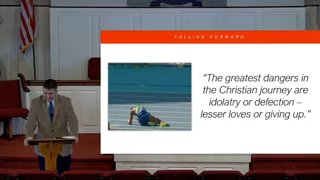 FALLING FORWARD
“The greatest dangers in
the Christian journey are
idolatry or defection –
lesser loves or giving up.”